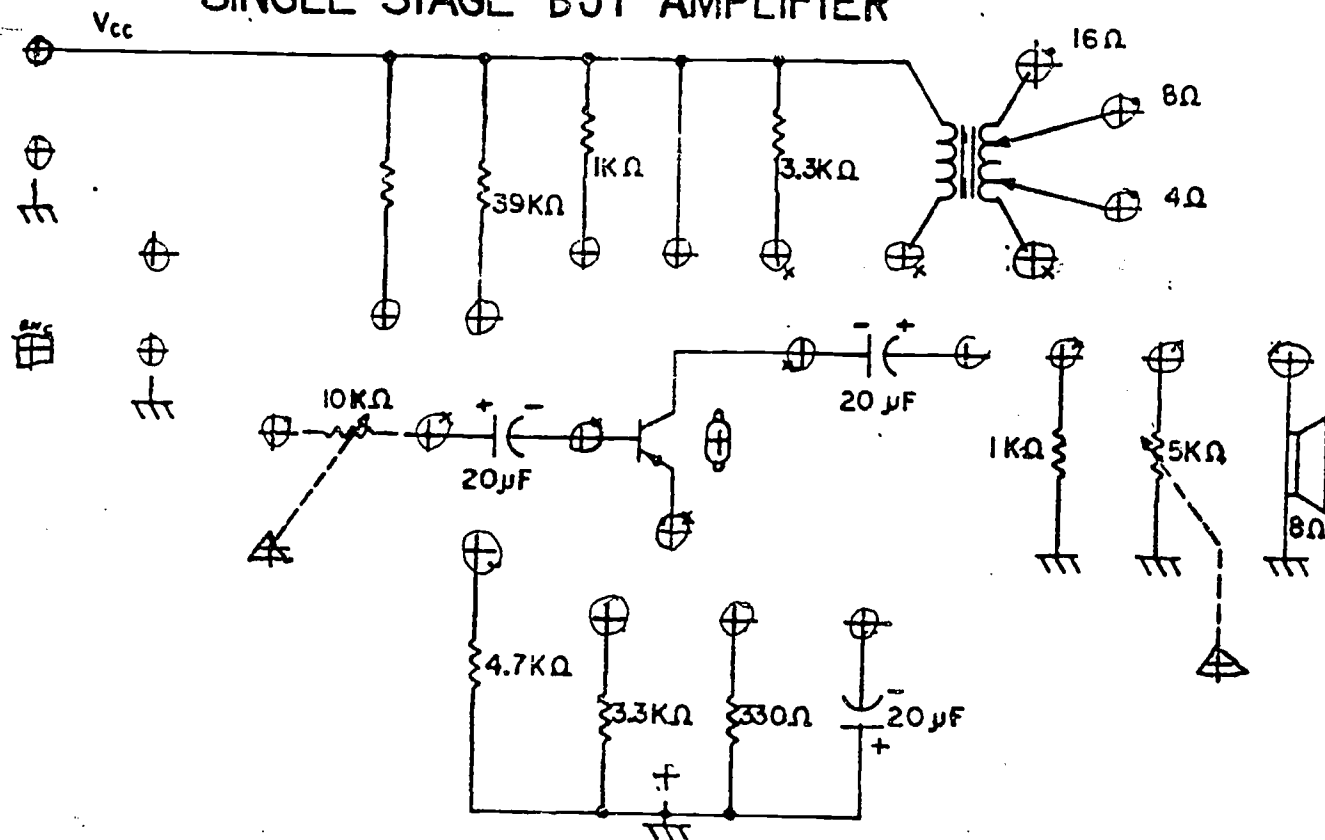 SINGLE STAGE BJT AMPLIFIER
Vcc
16Ω
8Ω
4Ω
39KΩ
1KΩ
3.3KΩ
BNC
10KΩ
+ -
20µF
- +
20µF
1KΩ
5KΩ
8Ω
4.7KΩ
3.3KΩ
330Ω
-
20µF
+